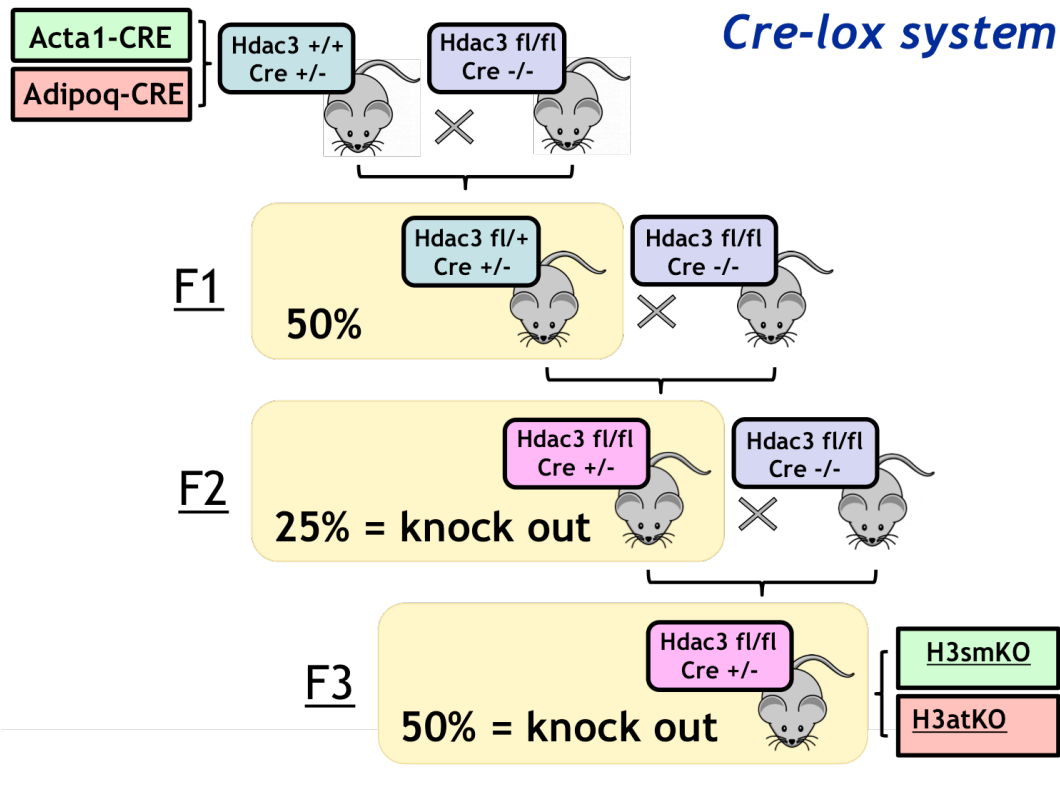 Cre-lox system
Acta1-CRE
Adipoq-CRE
Hdac3 +/+
Cre +/-
Hdac3 fl/fl
Cre -/-
F1
50%
Hdac3 fl/+
Cre +/-
Hdac3 fl/fl
Cre -/-
F2
25% = knock out
Hdac3 fl/fl
Cre +/-
Hdac3 fl/fl
Cre -/-
F3
50% = knock out
Hdac3 fl/fl
Cre +/-
H3smKO
H3atKO